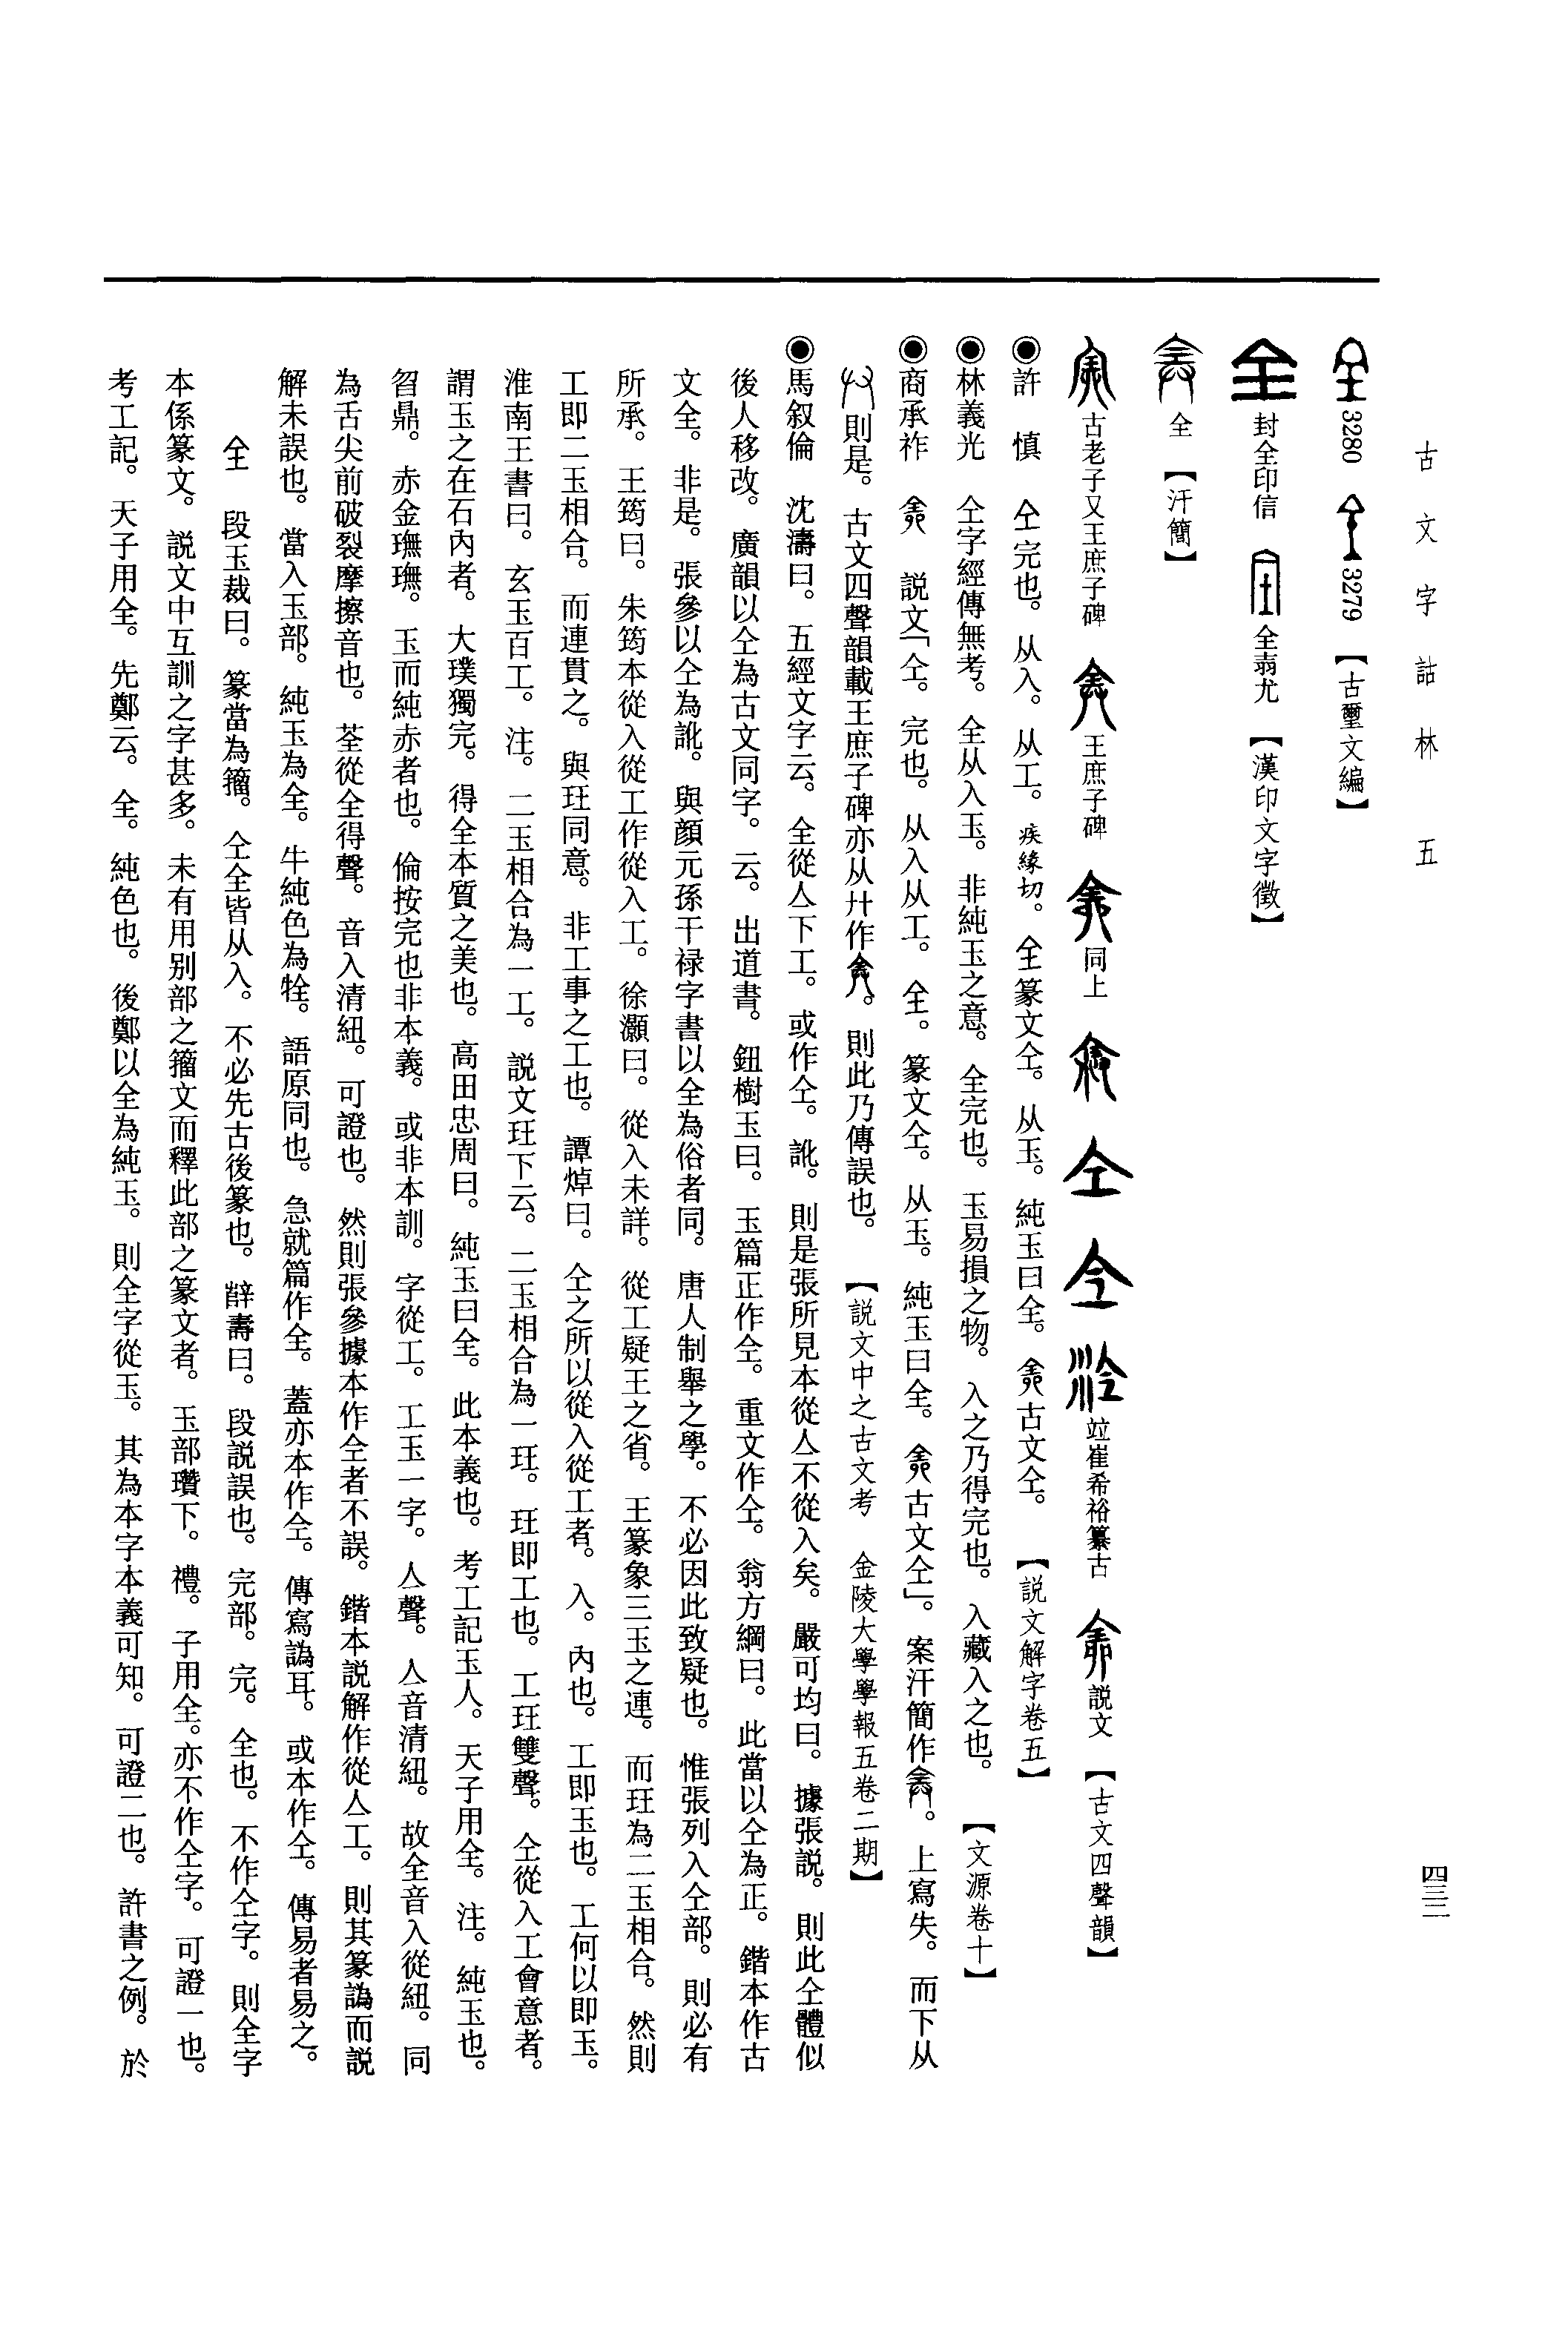 古文字詁林 五
四三二
3280 3279 【古璽文編】
封全印信 全𦐇尤 【漢印文字徵】
全 【汗簡】
古老子又王庶子碑 王庶子碑 同上 竝崔希裕纂古 説文 【古文四聲韻】
◉許 慎 仝完也。从入。从工。疾緣切。全篆文仝。从玉。純玉曰全。 古文仝。 【説文解字卷五】
◉林義光 仝字經傳無考。全从入玉。非純玉之意。全完也。玉易損之物。入之乃得完也。入藏入之也。 【文源卷十】
◉商承祚 説文「仝。完也。从入从工。全。篆文仝。从玉。純玉曰全。 古文仝」。案汗簡作 。上寫失。而下从
則是。古文四聲韻載王庶子碑亦从廾作 。則此乃傳誤也。 【説文中之古文考 金陵大學學報五卷二期】
◉馬叙倫 沈濤曰。五經文字云。全從亼下工。或作仝。訛。則是張所見本從亼不從入矣。嚴可均曰。據張説。則此仝體似
後人移改。廣韻以仝為古文同字。云。出道書。鈕樹玉曰。玉篇正作仝。重文作全。翁方綱曰。此當以仝為正。鍇本作古
文全。非是。張參以仝為訛。與顏元孫干祿字書以全為俗者同。唐人制舉之學。不必因此致疑也。惟張列入仝部。則必有
所承。王筠曰。朱筠本從入從工作從入工。徐灝曰。從入未詳。從工疑王之省。王篆象三玉之連。而玨為二玉相合。然則
工即二玉相合。而連貫之。與玨同意。非工事之工也。譚焯曰。仝之所以從入從工者。入。內也。工即玉也。工何以即玉。
淮南王書曰。玄玉百工。注。二玉相合為一工。説文玨下云。二玉相合為一玨。玨即工也。工玨雙聲。仝從入工會意者。
謂玉之在石內者。大璞獨完。得全本質之美也。高田忠周曰。純玉曰全。此本義也。考工記玉人。天子用全。注。純玉也。
曶鼎。赤金璑璑。玉而純赤者也。倫按完也非本義。或非本訓。字從工。工玉一字。亼聲。亼音清紐。故全音入從紐。同
為舌尖前破裂摩擦音也。荃從全得聲。音入清紐。可證也。然則張參據本作仝者不誤。鍇本説解作從亼工。則其篆譌而説
解未誤也。當入玉部。純玉為全。牛純色為牷。語原同也。急就篇作全。蓋亦本作仝。傳寫譌耳。或本作仝。傳易者易之。
全 段玉裁曰。篆當為籀。仝全皆从入。不必先古後篆也。辥壽曰。段説誤也。完部。完。全也。不作仝字。則全字
本係篆文。説文中互訓之字甚多。未有用別部之籀文而釋此部之篆文者。玉部瓚下。禮。子用全。亦不作仝字。可證一也。
考工記。天子用全。先鄭云。全。純色也。後鄭以全為純玉。則全字從玉。其為本字本義可知。可證二也。許書之例。於